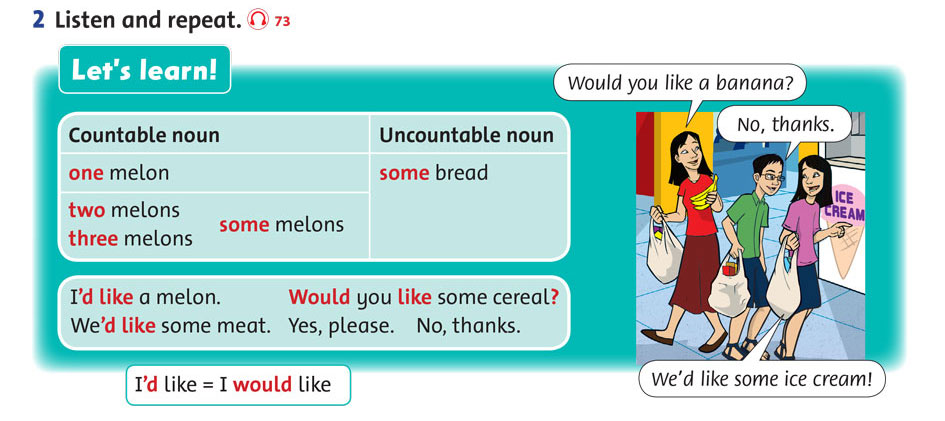 2 Listen and repeat. 73
Let's learn!
Countable noun
Uncountable noun
one melon
some bread
two melons
three melons
some melons
I'd like a melon.
Would you like some cereal?
We'd like some meat.
Yes, please.
No, thanks.
I'd like = I would like
Would you like a banana?
No, thanks.
ICE
CREAM
We'd like some ice cream!